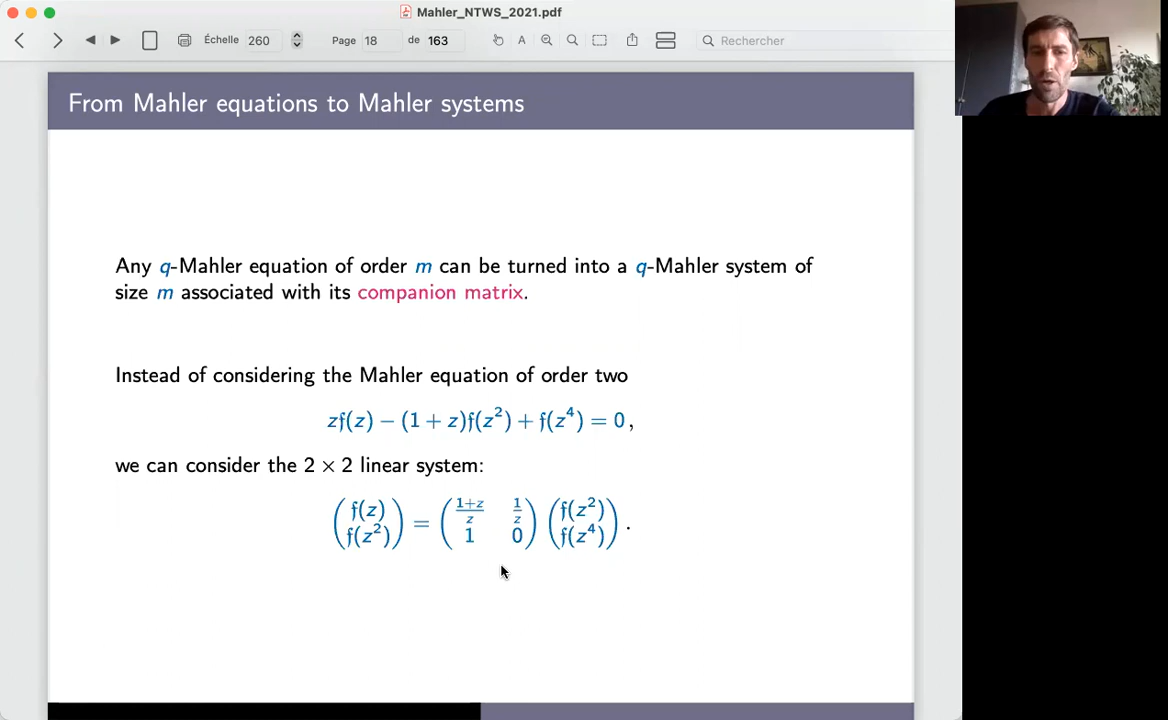 Mahler_NTWS_2021.pdf
Échelle 260 Page 18 de 163 A Rechercher
From Mahler equations to Mahler systems
Any q-Mahler equation of order m can be turned into a q-Mahler system of
size m associated with its companion matrix.
Instead of considering the Mahler equation of order two
zf(z) − (1 + z)f(z²) + f(z⁴) = 0,
we can consider the 2 × 2 linear system:
(f(z) f(z²)) = (1+z/z 1/z 1 0) (f(z²) f(z⁴)).